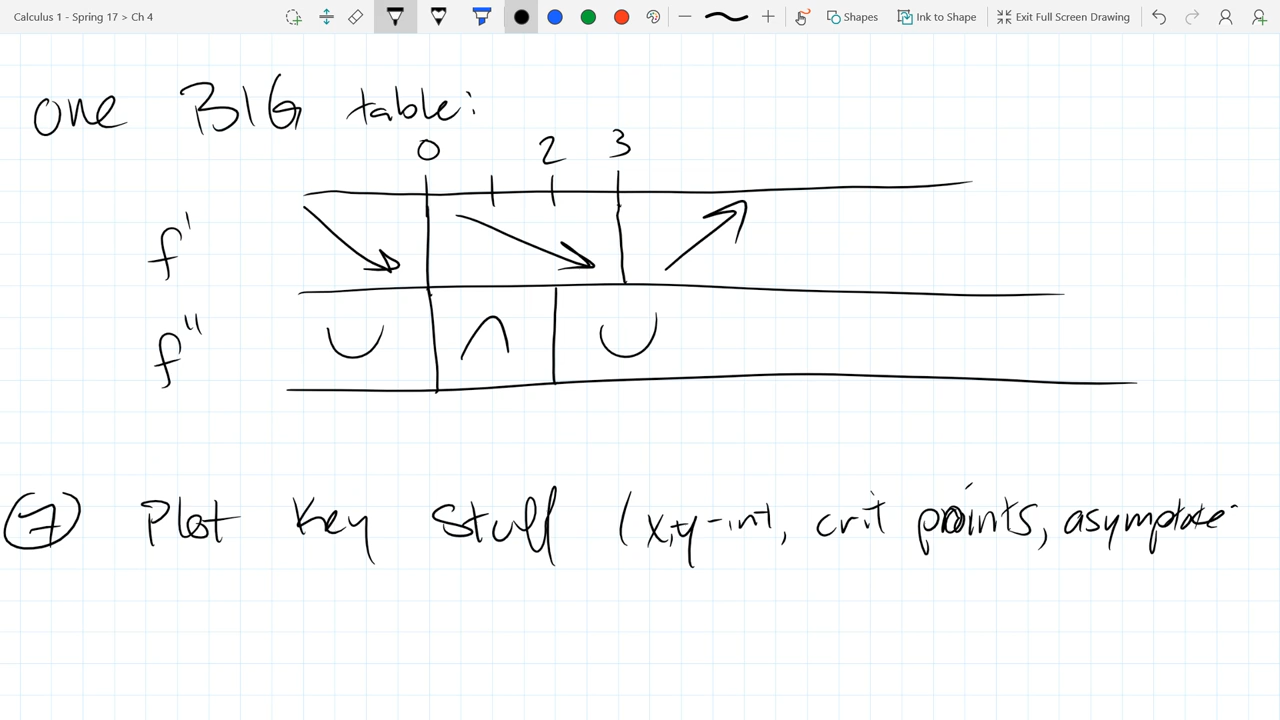 Calculus 1 - Spring 17 > Ch 4
Shapes
Ink to Shape
Exit Full Screen Drawing
one BIG table:
0 2 3
f'
f"
7 Plot Key Stuff (x,y-int, crit points, asymptote